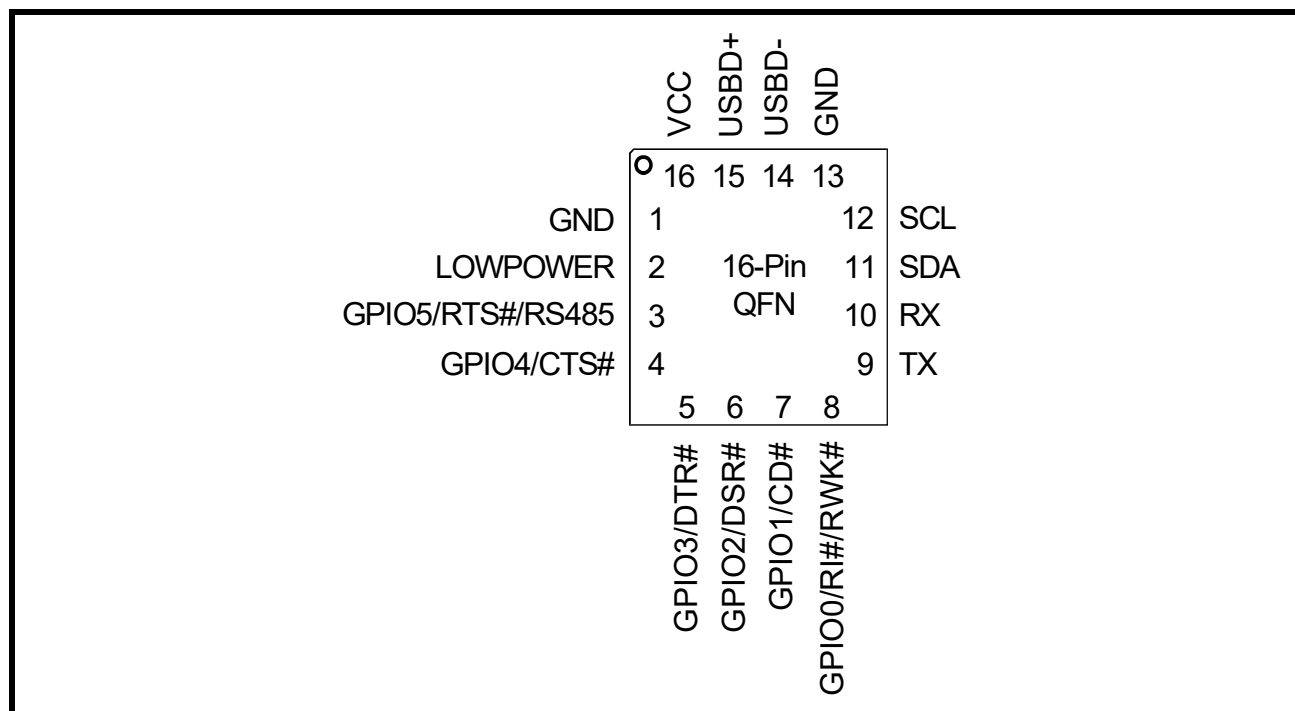 VCC
USBD+
USBD-
GND
16 15 14 13
GND 1 12 SCL
LOWPOWER 2 16-Pin 11 SDA
GPIO5/RTS#/RS485 3 QFN 10 RX
GPIO4/CTS# 4 9 TX
5 6 7 8
GPIO3/DTR#
GPIO2/DSR#
GPIO1/CD#
GPIO0/RI#/RWK#